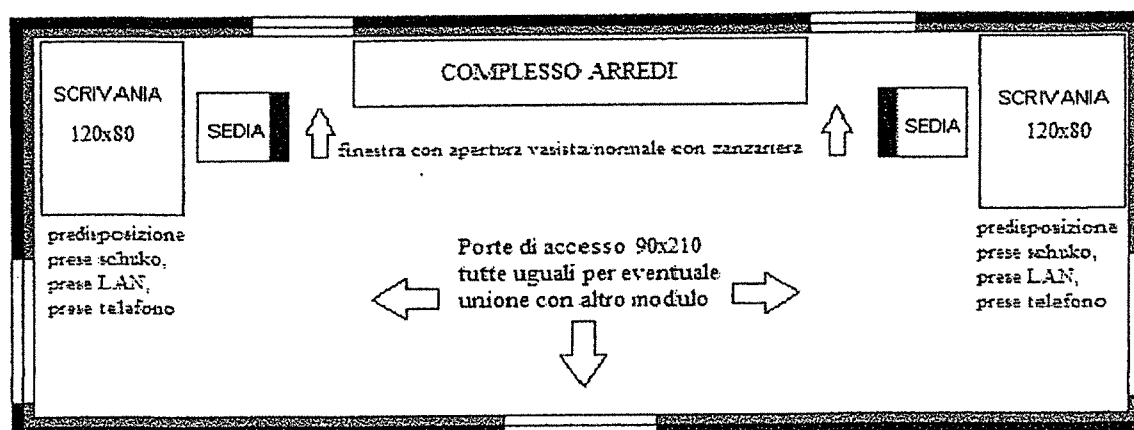 COMPLESSO ARREDI
SCRIVANIA
120x80
SEDIA
finestra con apertura vasista/normale con zanzariera
SEDIA
SCRIVANIA
120x80
predisposizione
prese schuko,
prese LAN,
prese telafono
Porte di accesso 90x210
tutte uguali per eventuale
unione con altro modulo
predisposizione
prese schuko,
prese LAN,
prese telafono